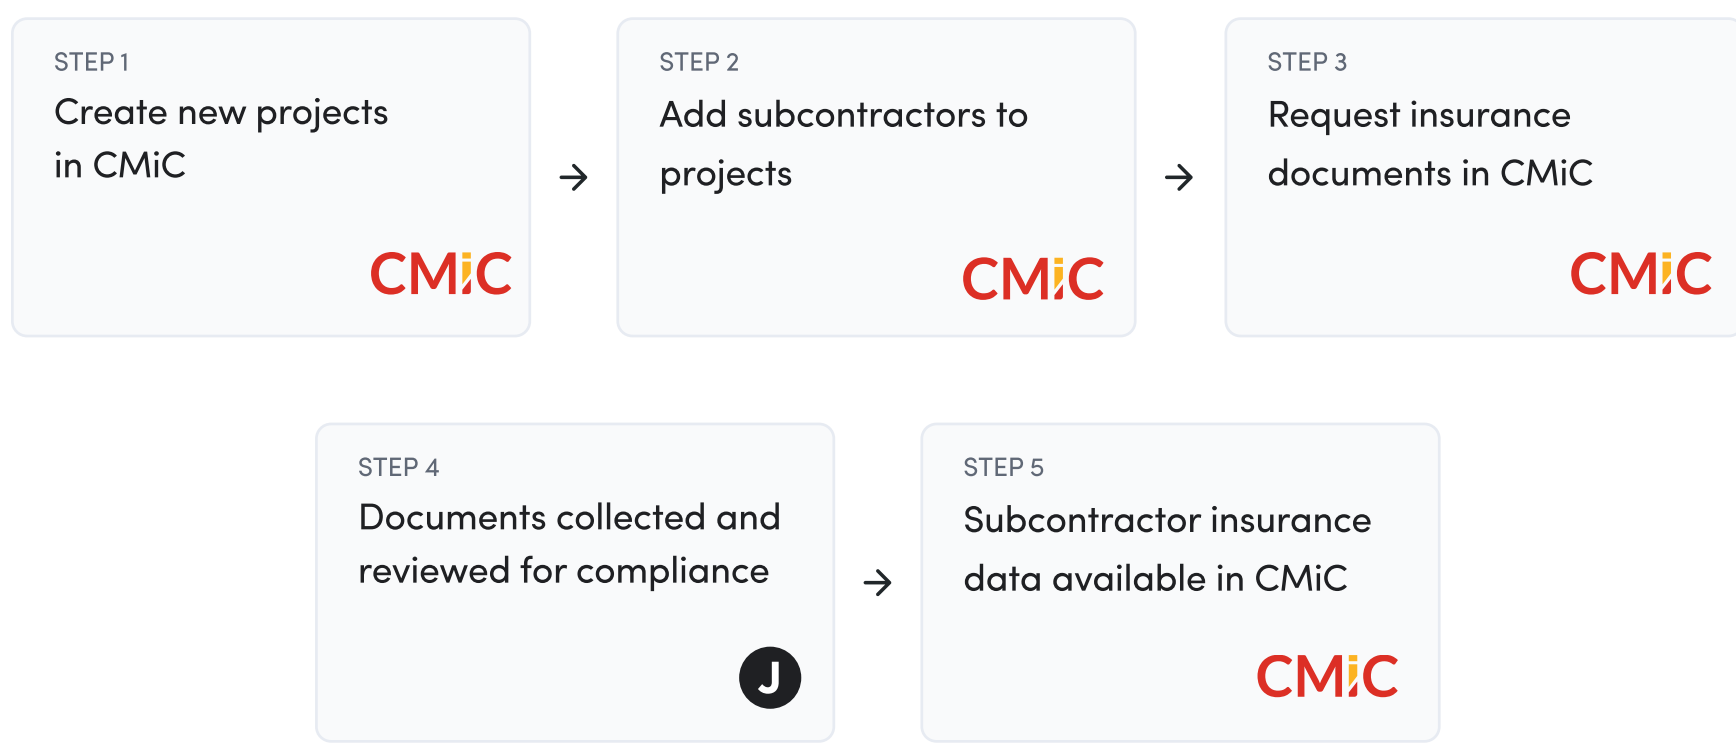 STEP 1
Create new projects
in CMiC
CMiC
STEP 2
Add subcontractors to
projects
CMiC
STEP 3
Request insurance
documents in CMiC
CMiC
STEP 4
Documents collected and
reviewed for compliance
J
STEP 5
Subcontractor insurance
data available in CMiC
CMiC